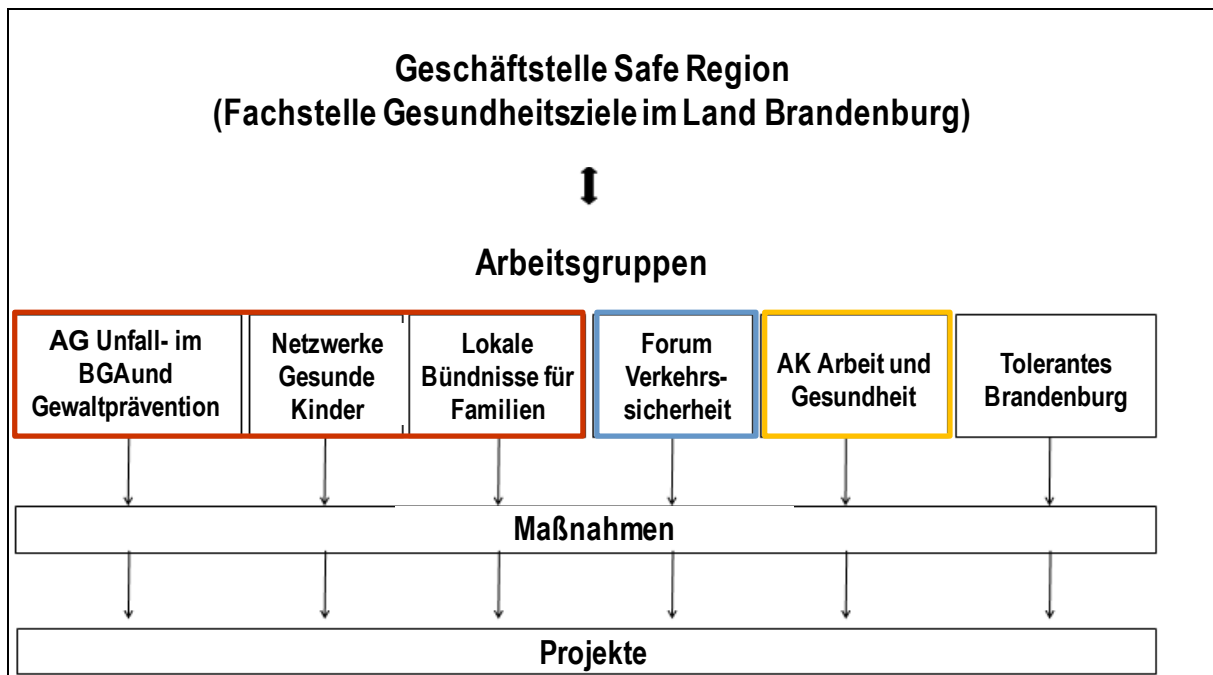 Geschäftstelle Safe Region
(Fachstelle Gesundheitsziele im Land Brandenburg)
Arbeitsgruppen
AG Unfall- im
BGAund
Gewaltprävention
Netzwerke
Gesunde
Kinder
Lokale
Bündnisse für
Familien
Forum
Verkehrs-
sicherheit
AK Arbeit und
Gesundheit
Tolerantes
Brandenburg
Maßnahmen
Projekte